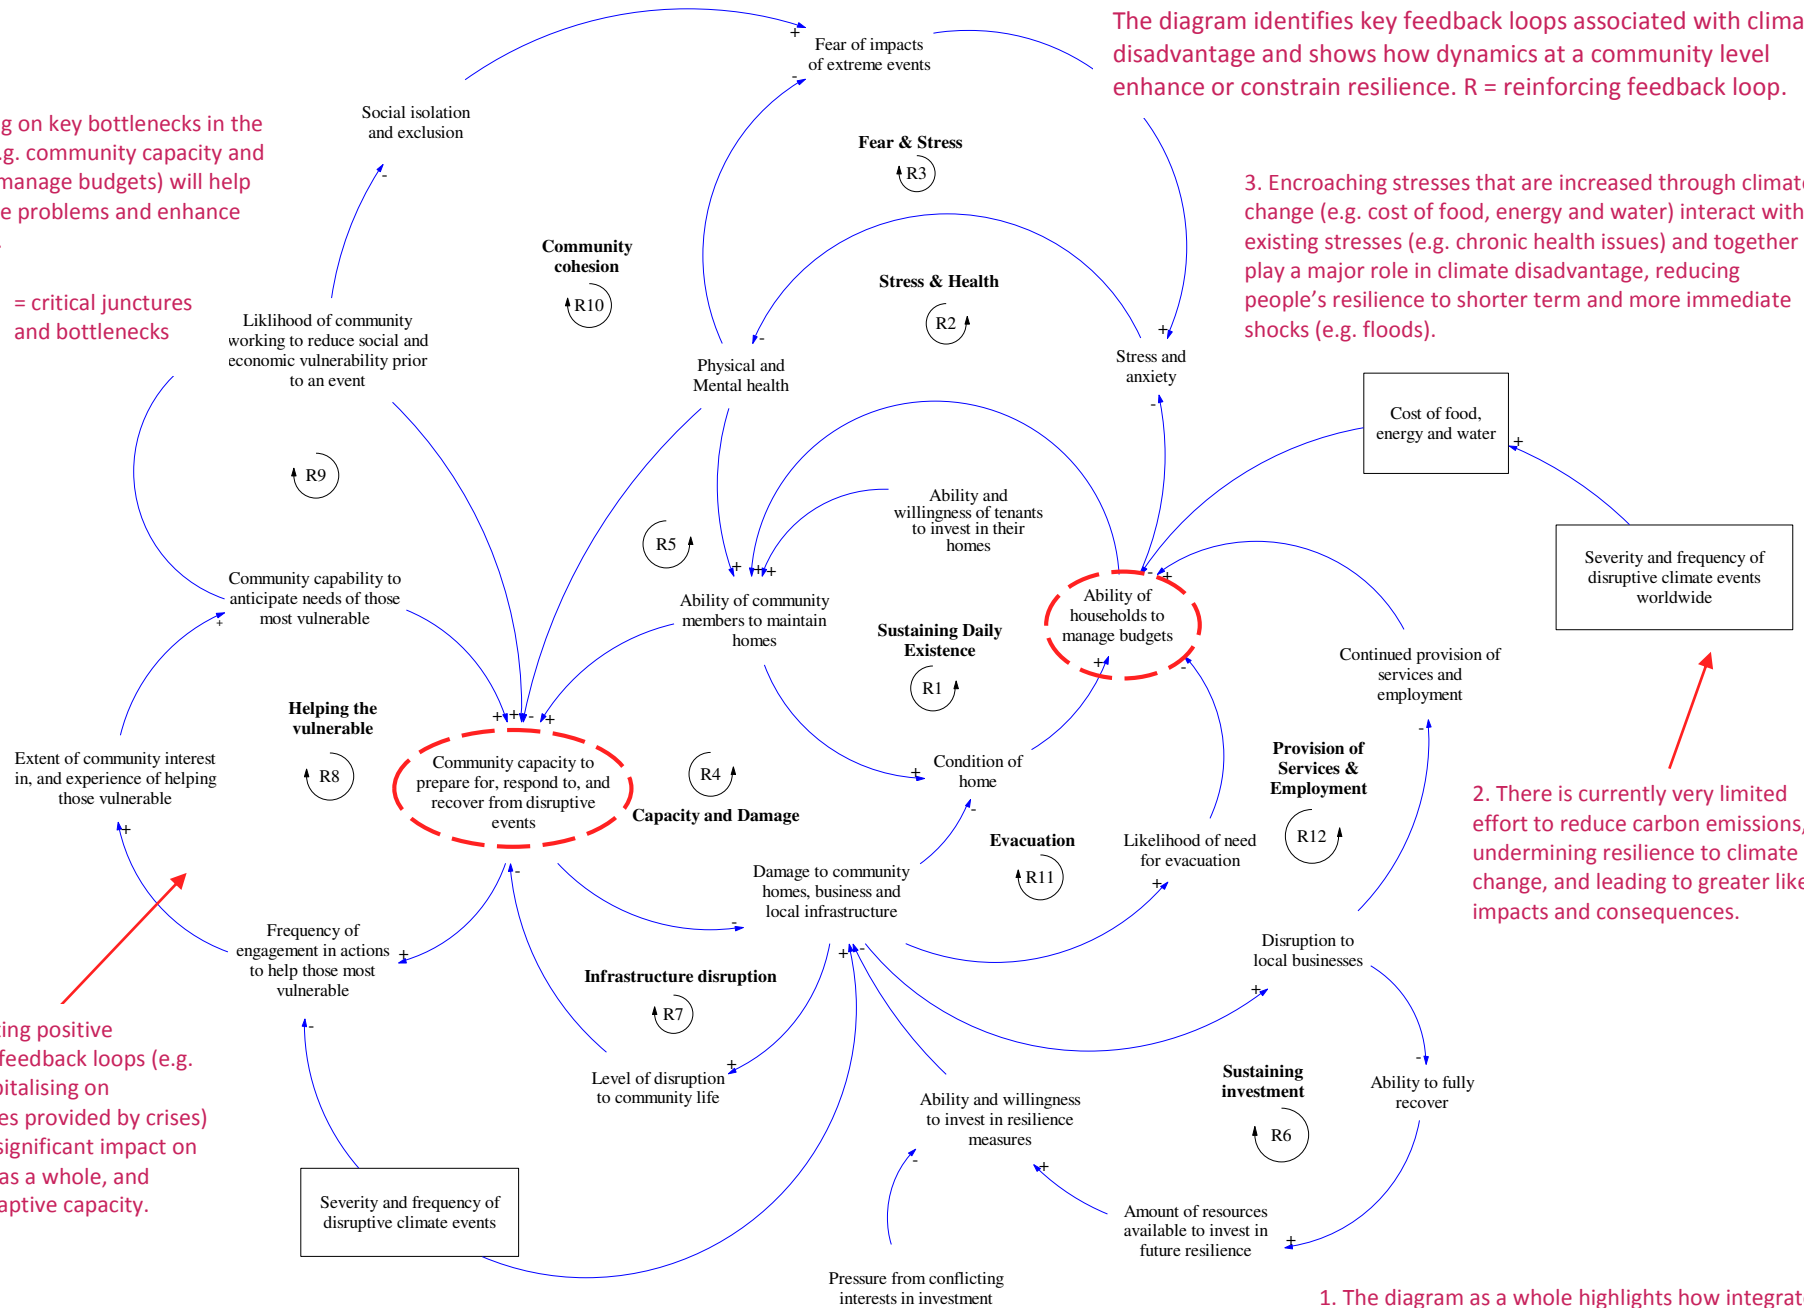 The diagram identifies key feedback loops associated with clima
disadvantage and shows how dynamics at a community level
enhance or constrain resilience. R = reinforcing feedback loop.
g on key bottlenecks in the
.g. community capacity and
manage budgets) will help
e problems and enhance
.
= critical junctures
and bottlenecks
3. Encroaching stresses that are increased through climate
change (e.g. cost of food, energy and water) interact with
existing stresses (e.g. chronic health issues) and together
play a major role in climate disadvantage, reducing
people's resilience to shorter term and more immediate
shocks (e.g. floods).
Fear of impacts
of extreme events
Social isolation
and exclusion
Fear & Stress
R3
Community
cohesion
R10
Stress & Health
R2
Liklihood of community
working to reduce social and
economic vulnerability prior
to an event
Physical and
Mental health
Stress and
anxiety
Cost of food,
energy and water
R9
Ability and
willingness of tenants
to invest in their
homes
R5
Severity and frequency of
disruptive climate events
worldwide
Community capability to
anticipate needs of those
most vulnerable
Ability of community
members to maintain
homes
Ability of
households to
manage budgets
Sustaining Daily
Existence
R1
Continued provision of
services and
employment
Helping the
vulnerable
R8
Extent of community interest
in, and experience of helping
those vulnerable
Community capacity to
prepare for, respond to, and
recover from disruptive
events
R4
Capacity and Damage
Condition of
home
Provision of
Services &
Employment
R12
2. There is currently very limited
effort to reduce carbon emissions,
undermining resilience to climate
change, and leading to greater like
impacts and consequences.
Evacuation
R11
Likelihood of need
for evacuation
Damage to community
homes, business and
local infrastructure
Frequency of
engagement in actions
to help those most
vulnerable
Disruption to
local businesses
Infrastructure disruption
R7
ting positive
feedback loops (e.g.
pitalising on
es provided by crises)
significant impact on
as a whole, and
aptive capacity.
Level of disruption
to community life
Ability and willingness
to invest in resilience
measures
Sustaining
investment
R6
Ability to fully
recover
Severity and frequency of
disruptive climate events
Amount of resources
available to invest in
future resilience
Pressure from conflicting
interests in investment
1. The diagram as a whole highlights how integrate